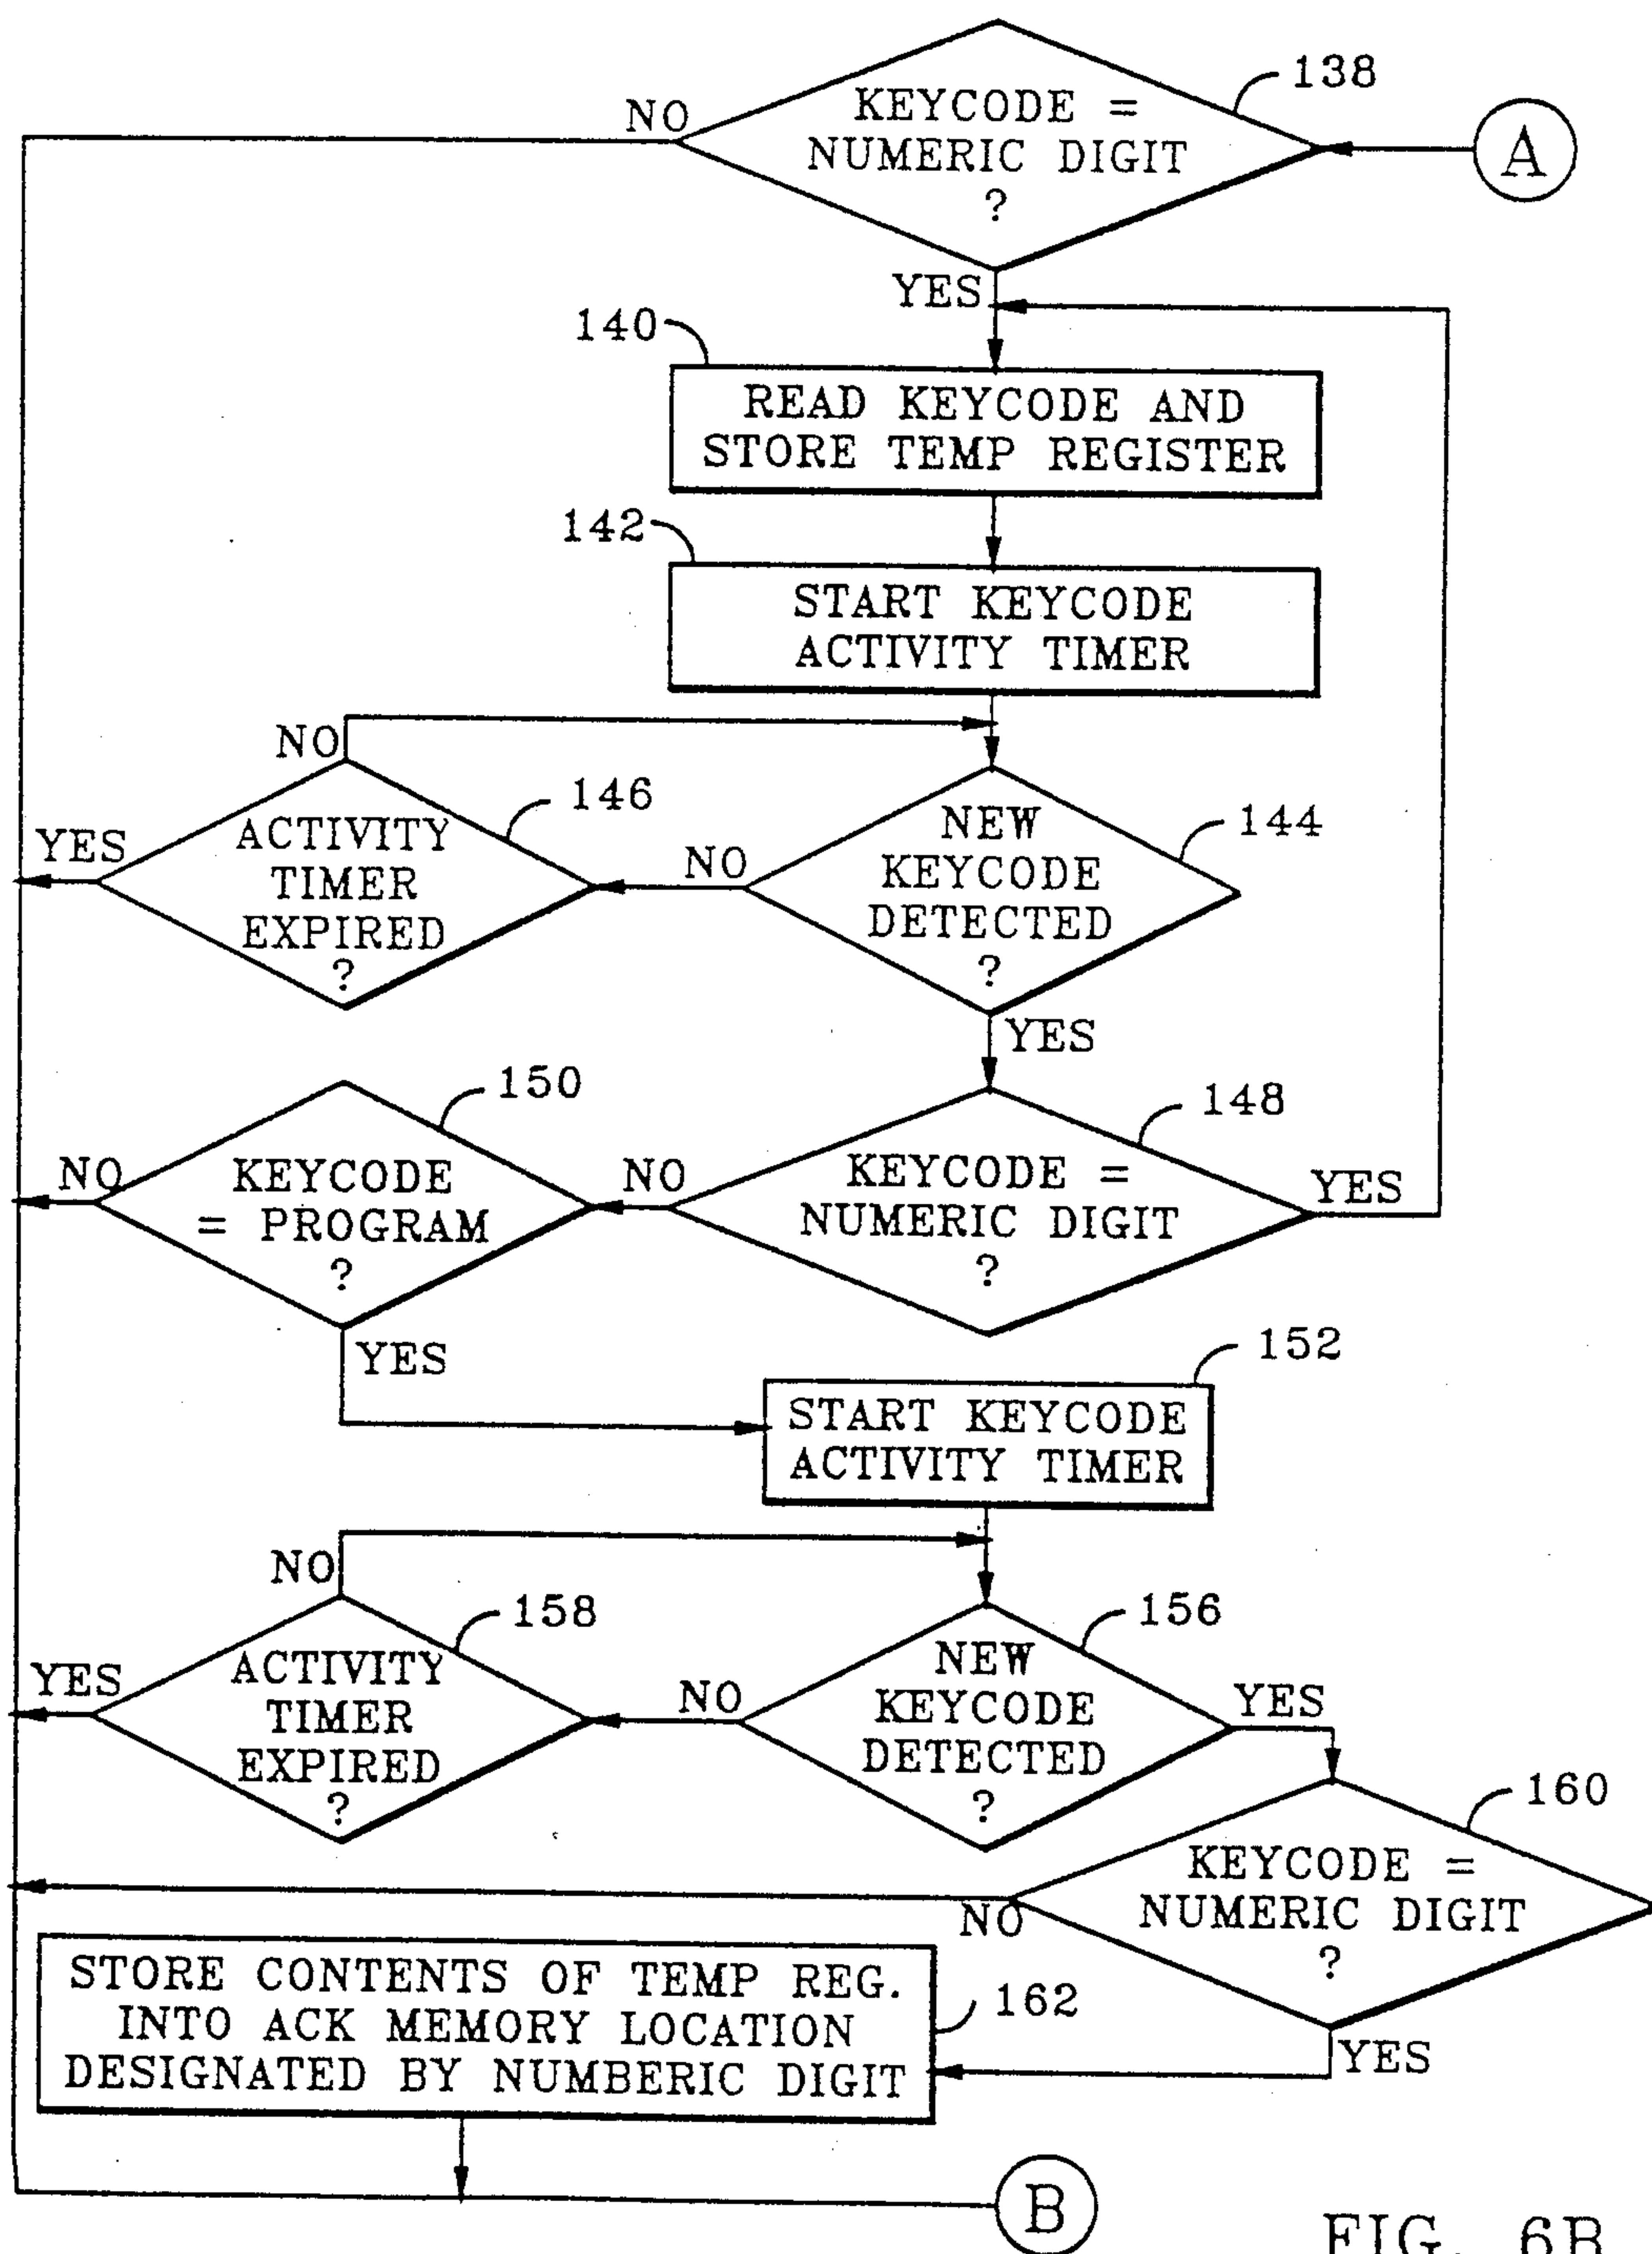 138
NO
KEYCODE =
NUMERIC DIGIT
?
A
YES
140
READ KEYCODE AND
STORE TEMP REGISTER
142
START KEYCODE
ACTIVITY TIMER
NO
146
ACTIVITY
TIMER
EXPIRED
?
YES
NO
144
NEW
KEYCODE
DETECTED
?
YES
150
KEYCODE
= PROGRAM
?
NO
NO
148
KEYCODE =
NUMERIC DIGIT
?
YES
YES
152
START KEYCODE
ACTIVITY TIMER
NO
158
ACTIVITY
TIMER
EXPIRED
?
YES
NO
156
NEW
KEYCODE
DETECTED
?
YES
160
KEYCODE =
NUMERIC DIGIT
?
NO
STORE CONTENTS OF TEMP REG.
INTO ACK MEMORY LOCATION
DESIGNATED BY NUMBERIC DIGIT
162
YES
B
FIG. 6B